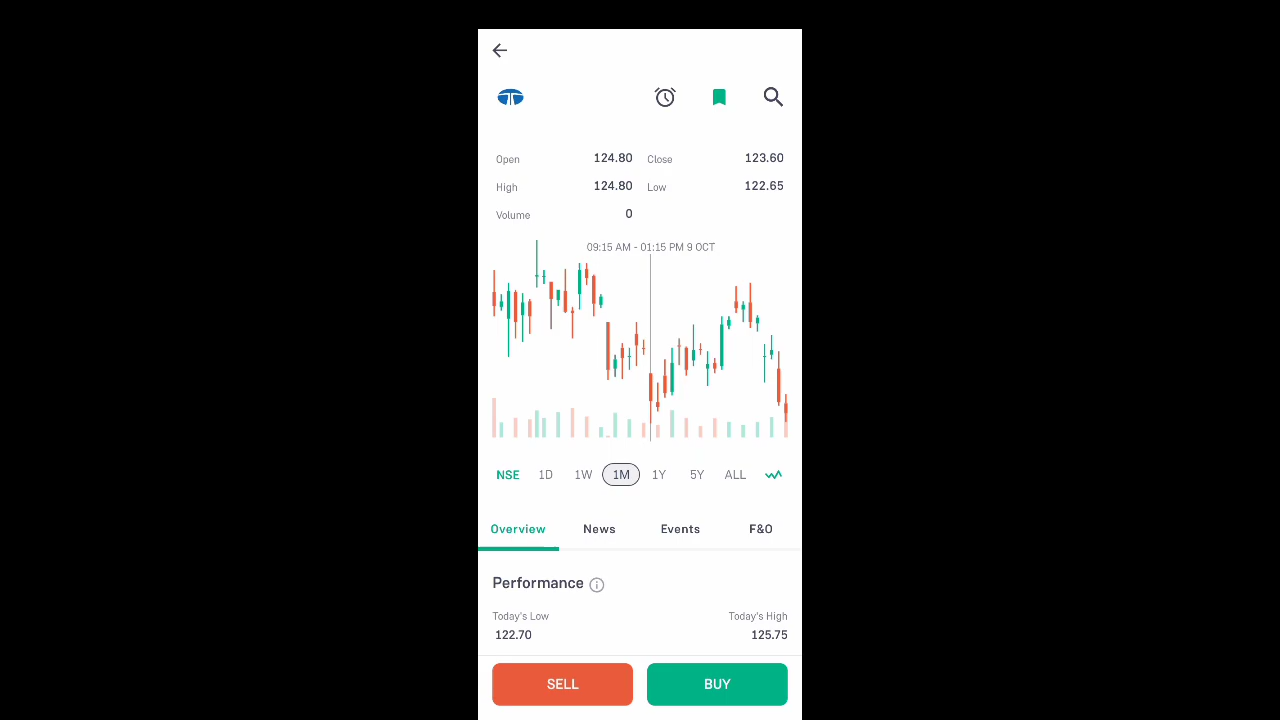 Open 124.80 Close 123.60
High 124.80 Low 122.65
Volume 0
09:15 AM - 01:15 PM 9 OCT
NSE 1D 1W 1M 1Y 5Y ALL
Overview News Events F&O
Performance
Today's Low Today's High
122.70 125.75
SELL BUY